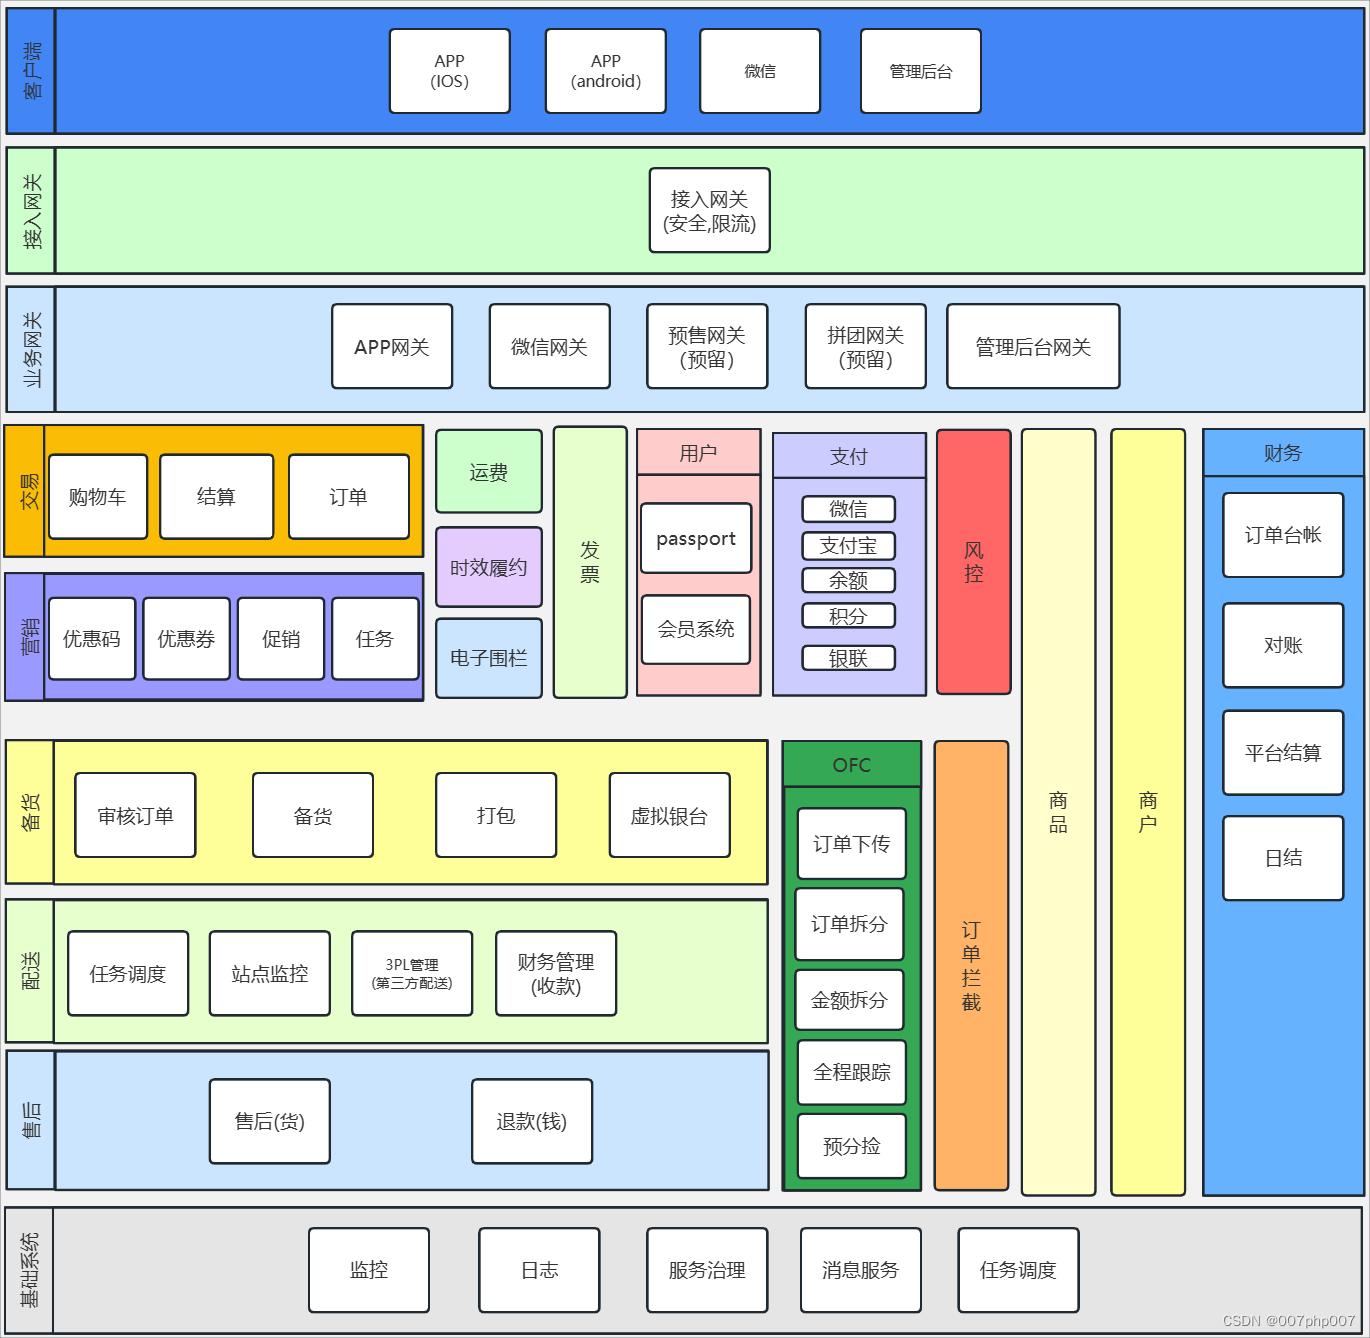 客户端
APP
(IOS)
APP
(android)
微信
管理后台
接入网关
接入网关
(安全,限流)
业务网关
APP网关
微信网关
预售网关
(预留)
拼团网关
(预留)
管理后台网关
交易
购物车
结算
订单
营销
优惠码
优惠券
促销
任务
运费
时效履约
电子围栏
发
票
用户
passport
会员系统
支付
微信
支付宝
余额
积分
银联
风
控
商
品
商
户
财务
订单台帐
对账
平台结算
日结
备货
审核订单
备货
打包
虚拟银台
配送
任务调度
站点监控
3PL管理
(第三方配送)
财务管理
(收款)
售后
售后(货)
退款(钱)
OFC
订单下传
订单拆分
金额拆分
全程跟踪
预分捡
订
单
拦
截
基础系统
监控
日志
服务治理
消息服务
任务调度
CSDN @007php007